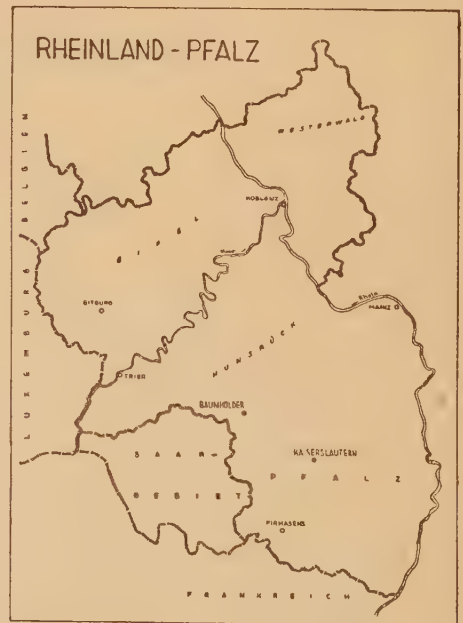 RHEINLAND - PFALZ
WESTERWALD
BELGIEN
KOBLENZ
EIFEL
Mosel
Rhein
MAINZ
BITBURG
LUXEMBURG
HUNSRÜCK
TRIER
BAUMHOLDER
KAISERSLAUTERN
SAAR-
GEBIET
PFALZ
PIRMASENS
FRANKREICH